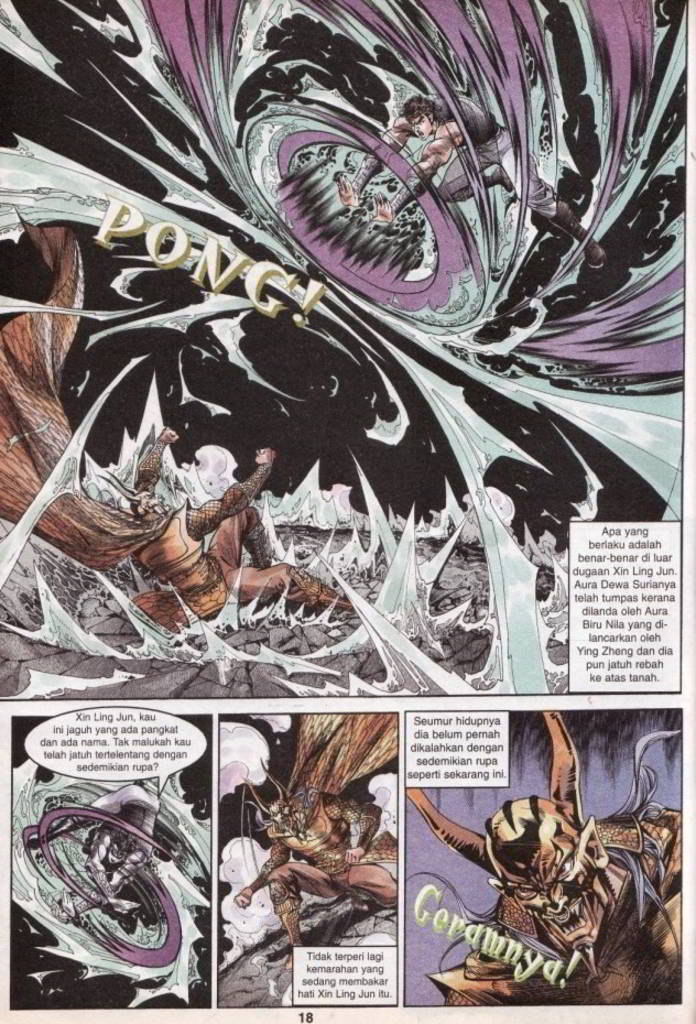 PONG!
Apa yang
berlaku adalah
benar-benar di luar
dugaan Xin Ling Jun.
Aura Dewa Surianya
telah tumpas kerana
dilanda oleh Aura
Biru Nila yang di-
lancarkan oleh
Ying Zheng dan dia
pun jatuh rebah
ke atas tanah.
Xin Ling Jun, kau
ini jaguh yang ada pangkat
dan ada nama. Tak malukah kau
telah jatuh tertelentang dengan
sedemikian rupa?
Tidak terperi lagi
kemarahan yang
sedang membakar
hati Xin Ling Jun itu.
Seumur hidupnya
dia belum pernah
dikalahkan dengan
sedemikian rupa
seperti sekarang ini.
Geramnya!
18